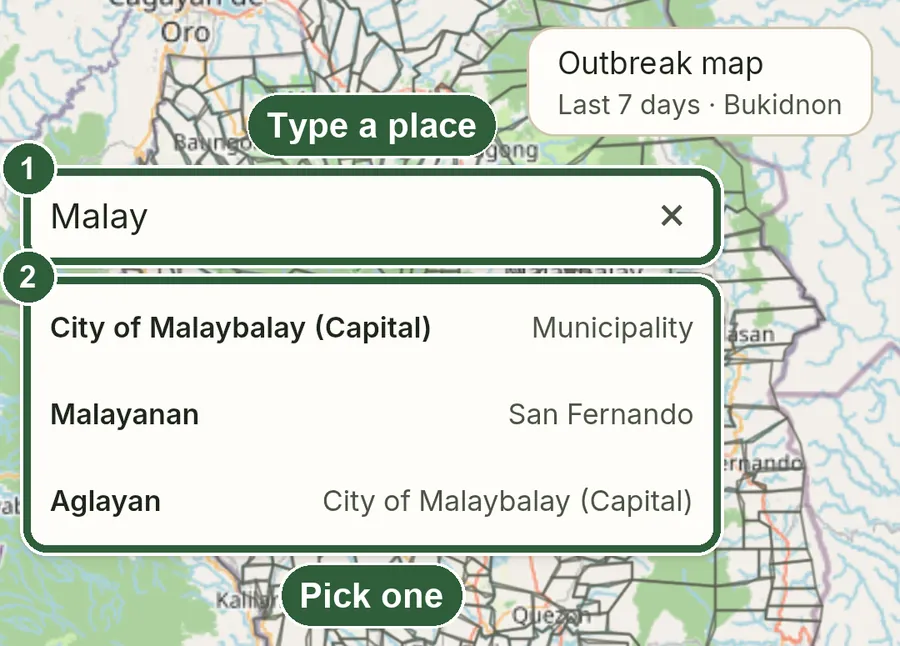 Oro
Outbreak map
Last 7 days · Bukidnon
Type a place
1
Malay
×
2
City of Malaybalay (Capital) Municipality
Malayanan San Fernando
Aglayan City of Malaybalay (Capital)
Pick one